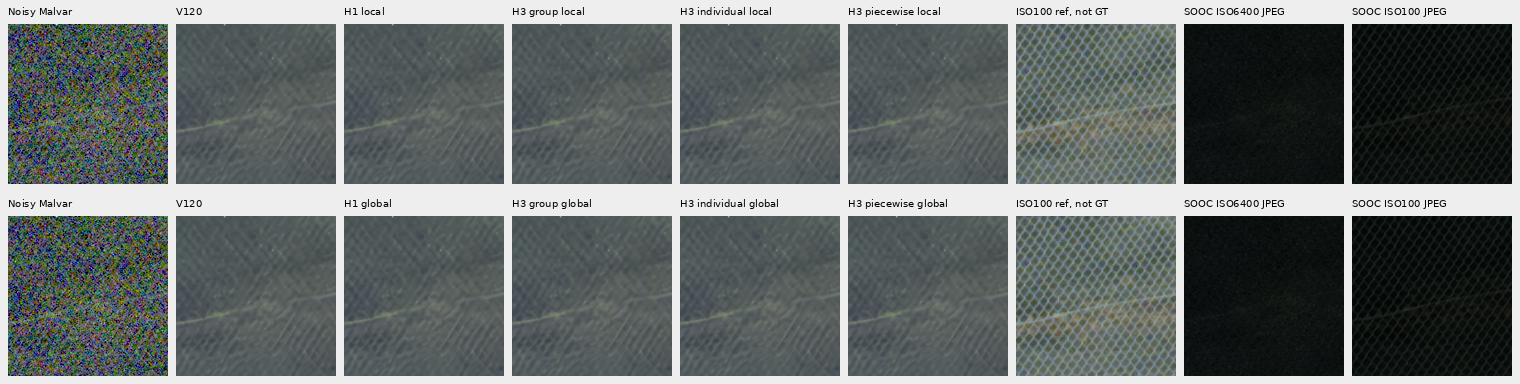 Noisy Malvar V120 H1 local H3 group local H3 individual local H3 piecewise local ISO100 ref, not GT SOOC ISO6400 JPEG SOOC ISO100 JPEG
Noisy Malvar V120 H1 global H3 group global H3 individual global H3 piecewise global ISO100 ref, not GT SOOC ISO6400 JPEG SOOC ISO100 JPEG